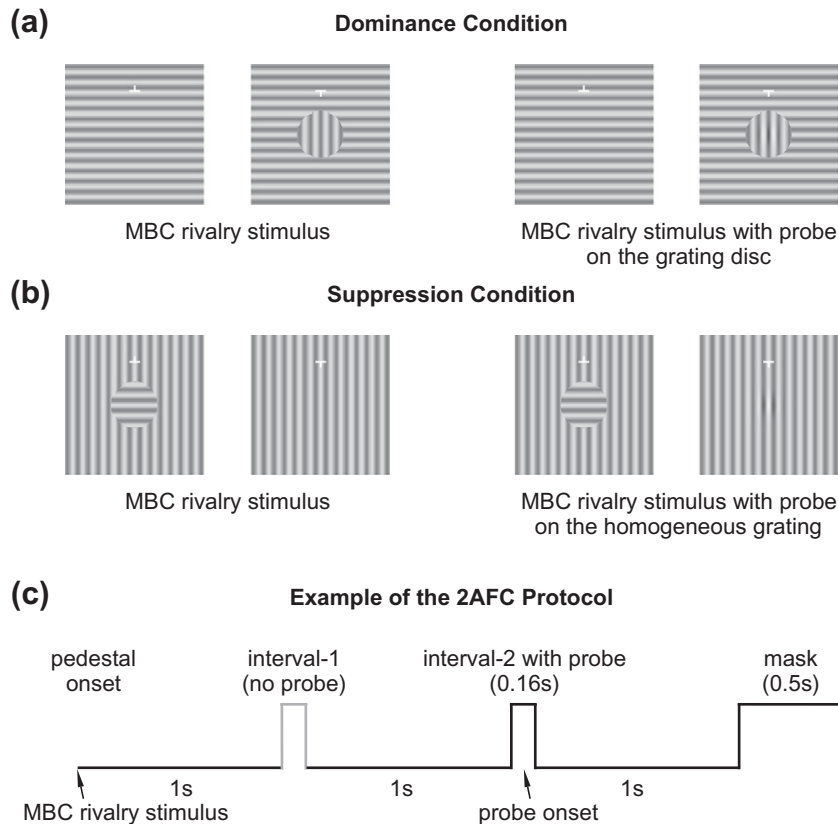 (a)
Dominance Condition
MBC rivalry stimulus
MBC rivalry stimulus with probe
on the grating disc
(b)
Suppression Condition
MBC rivalry stimulus
MBC rivalry stimulus with probe
on the homogeneous grating
(c)
Example of the 2AFC Protocol
pedestal
onset
interval-1
(no probe)
interval-2 with probe
(0.16s)
mask
(0.5s)
1s
1s
1s
MBC rivalry stimulus
probe onset